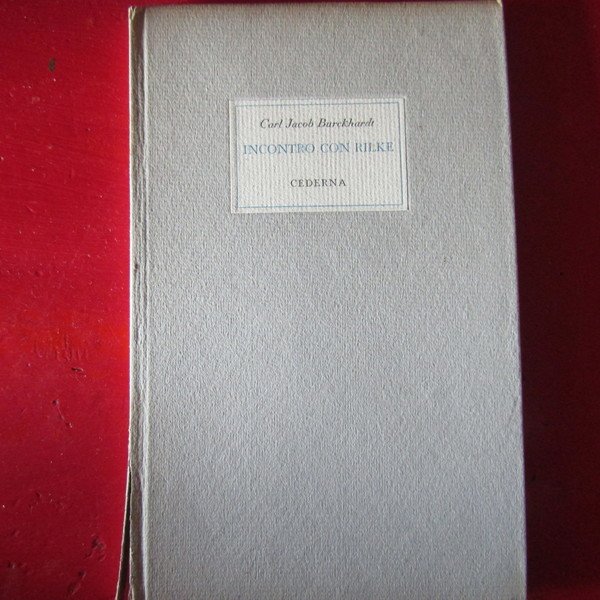 Carl Jacob Burckhardt
INCONTRO CON RILKE
CEDERNA